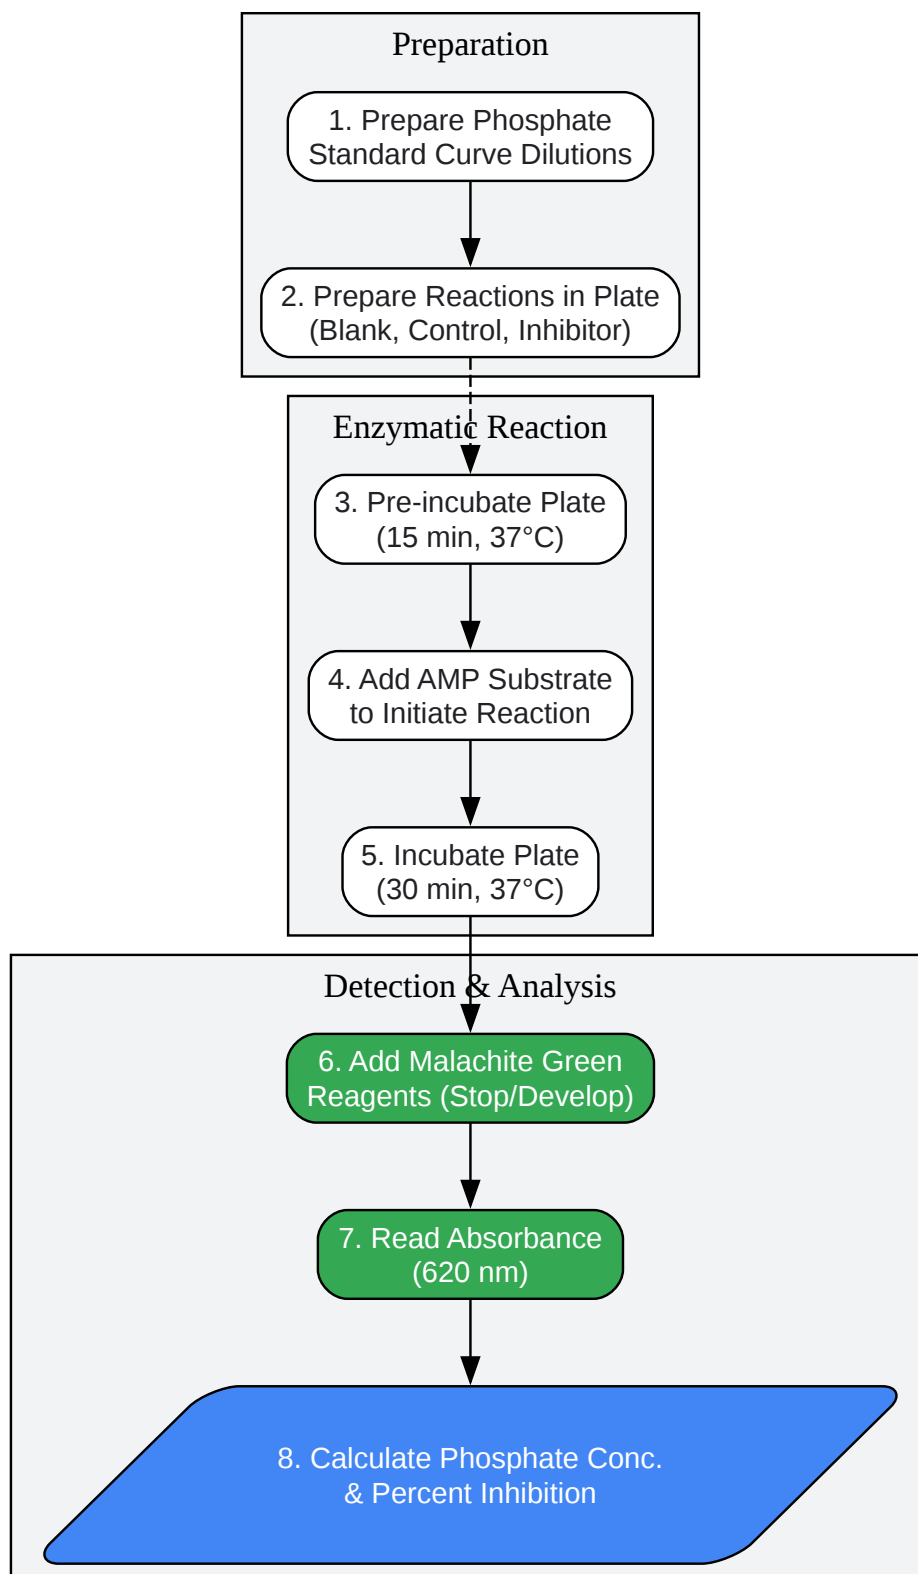 Preparation
1. Prepare Phosphate
Standard Curve Dilutions
2. Prepare Reactions in Plate
(Blank, Control, Inhibitor)
Enzymatic Reaction
3. Pre-incubate Plate
(15 min, 37°C)
4. Add AMP Substrate
to Initiate Reaction
5. Incubate Plate
(30 min, 37°C)
Detection & Analysis
6. Add Malachite Green
Reagents (Stop/Develop)
7. Read Absorbance
(620 nm)
8. Calculate Phosphate Conc.
& Percent Inhibition